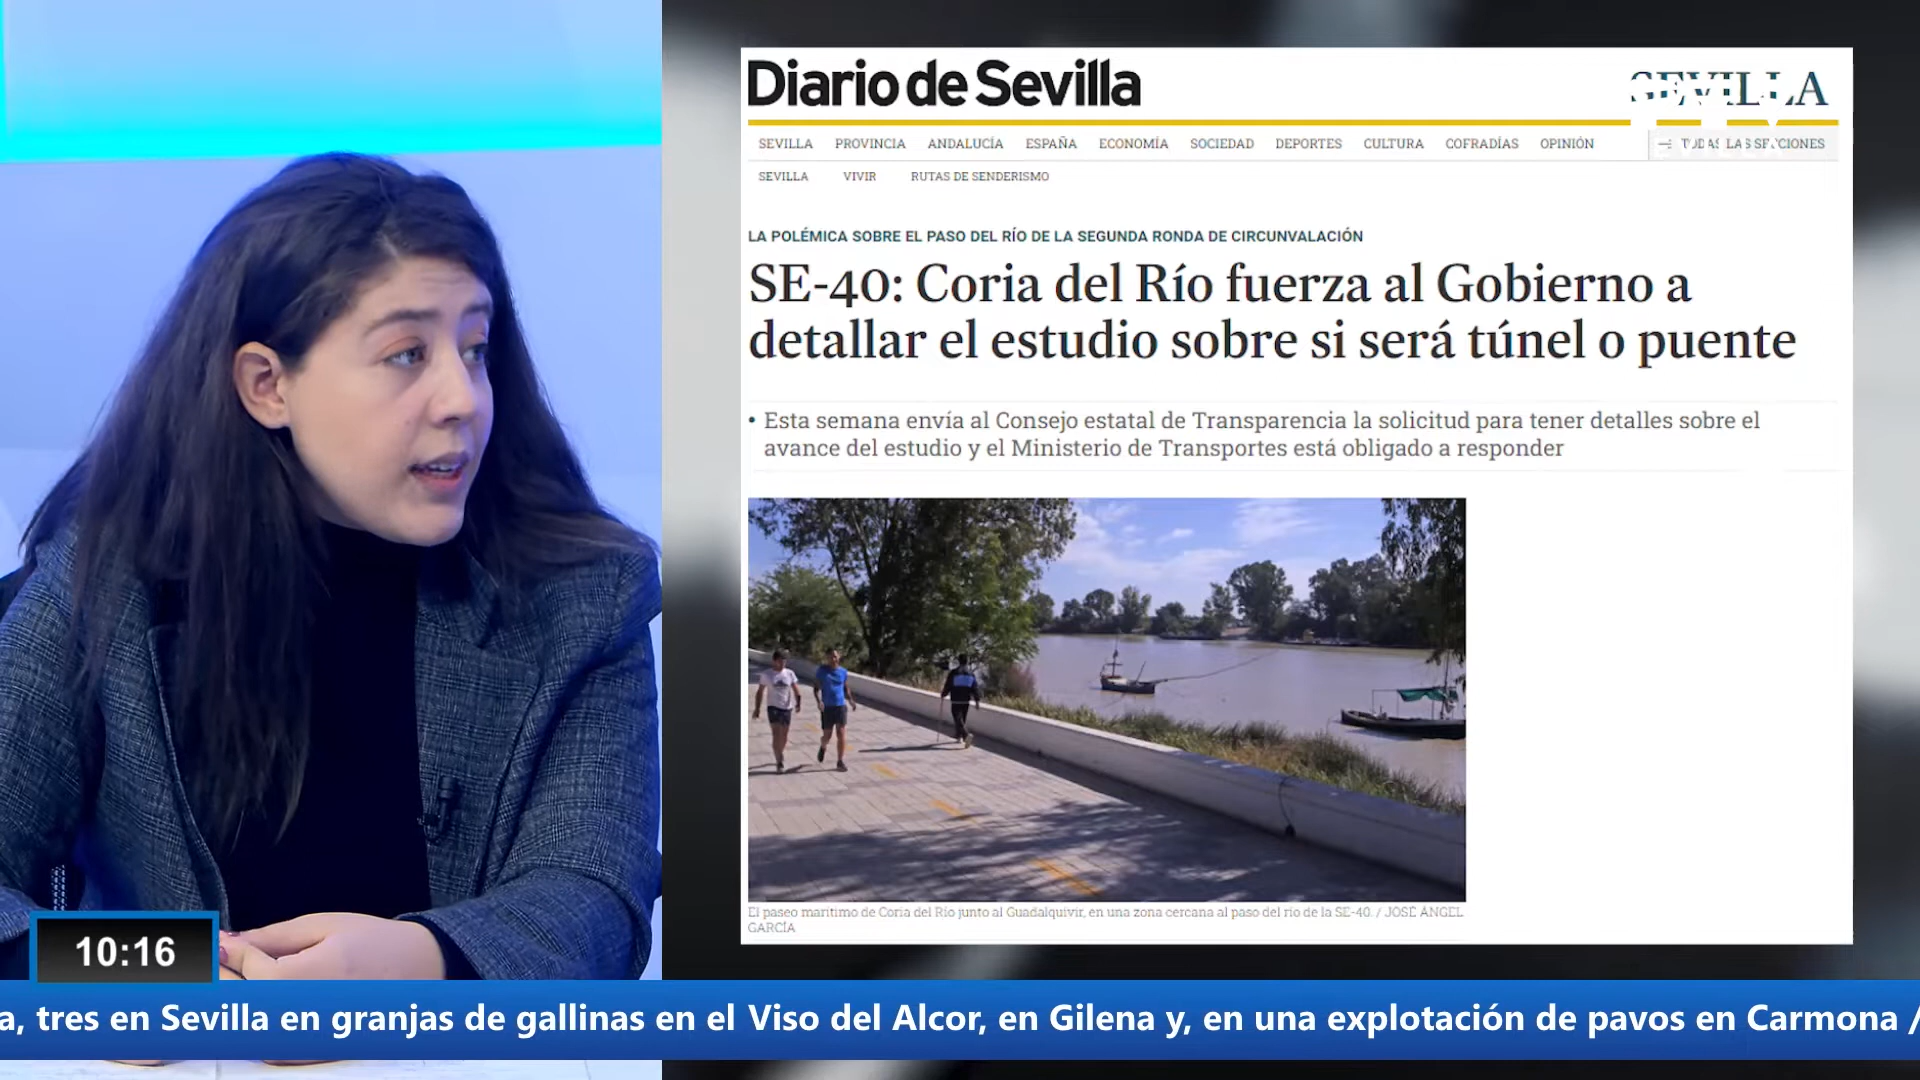 Diario de Sevilla
SEVILLA
SEVILLA PROVINCIA ANDALUCÍA ESPAÑA ECONOMÍA SOCIEDAD DEPORTES CULTURA COFRADÍAS OPINIÓN TODAS LAS SECCIONES
SEVILLA VIVIR RUTAS DE SENDERISMO
LA POLÉMICA SOBRE EL PASO DEL RÍO DE LA SEGUNDA RONDA DE CIRCUNVALACIÓN
SE-40: Coria del Río fuerza al Gobierno a
detallar el estudio sobre si será túnel o puente
• Esta semana envía al Consejo estatal de Transparencia la solicitud para tener detalles sobre el
avance del estudio y el Ministerio de Transportes está obligado a responder
El paseo marítimo de Coria del Río junto al Guadalquivir, en una zona cercana al paso del río de la SE-40. / JOSÉ ÁNGEL
GARCÍA
10:16
a, tres en Sevilla en granjas de gallinas en el Viso del Alcor, en Gilena y, en una explotación de pavos en Carmona /